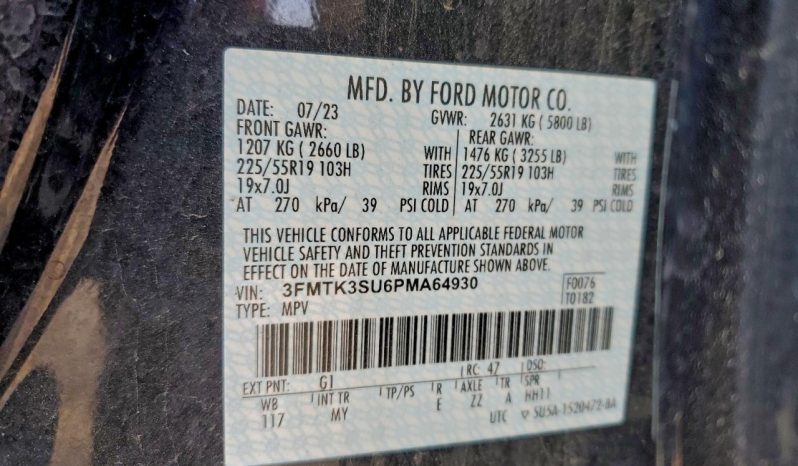 MFD. BY FORD MOTOR CO.
DATE: 07/23 GVWR: 2631 KG ( 5800 LB)
FRONT GAWR: REAR GAWR:
1207 KG ( 2660 LB) WITH 1476 KG ( 3255 LB) WITH
225/55R19 103H TIRES 225/55R19 103H TIRES
19x7.0J RIMS 19x7.0J RIMS
AT 270 kPa/ 39 PSI COLD AT 270 kPa/ 39 PSI COLD
THIS VEHICLE CONFORMS TO ALL APPLICABLE FEDERAL MOTOR
VEHICLE SAFETY AND THEFT PREVENTION STANDARDS IN
EFFECT ON THE DATE OF MANUFACTURE SHOWN ABOVE.
VIN: 3FMTK3SU6PMA64930 F0076
TYPE: MPV T0182
EXT PNT: G1 RC: 47 DSO:
WB INT TR TP/PS R AXLE TR SPR
117 MY E ZZ A HH11
UTC ▽ SU5A-1520472-BA